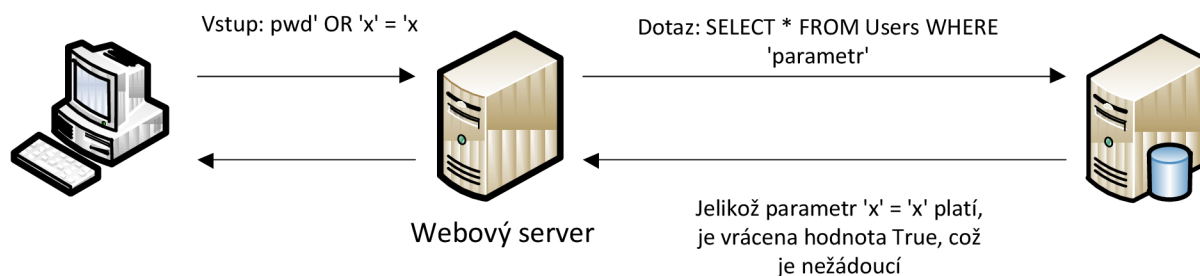 Vstup: pwd' OR 'x' = 'x
Dotaz: SELECT * FROM Users WHERE
'parametr'
Webový server
Jelikož parametr 'x' = 'x' platí,
je vrácena hodnota True, což
je nežádoucí